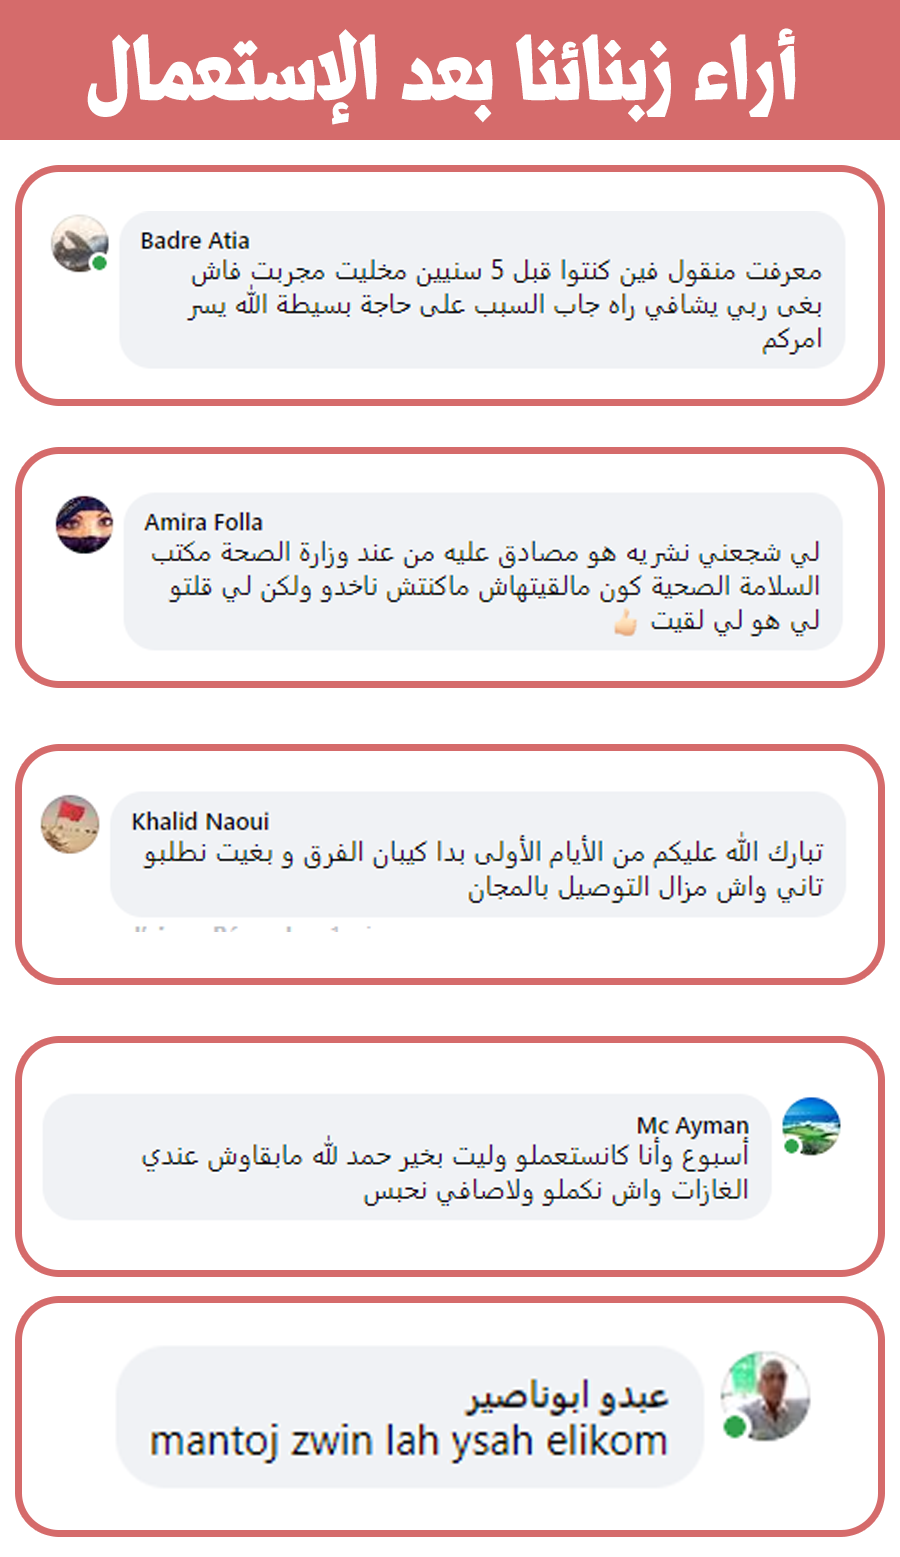 أراء زبنائنا بعد الإستعمال
Badre Atia
معرفت منقول فين كنتوا قبل 5 سنيين مخليت مجربت فاش
بغى ربي يشافي راه جاب السبب على حاجة بسيطة الله يسر
امركم
Amira Folla
لي شجعني نشريه هو مصادق عليه من عند وزارة الصحة مكتب
السلامة الصحية كون مالقيتهاش ماكنتش ناخدو ولكن لي قلتو
لي هو لي لقيت 👍🏻
Khalid Naoui
تبارك الله عليكم من الأيام الأولى بدا كيبان الفرق و بغيت نطلبو
تاني واش مزال التوصيل بالمجان
Mc Ayman
أسبوع وأنا كانستعملو وليت بخير حمد لله مابقاوش عندي
الغازات واش نكملو ولاصافي نحبس
عبدو ابوناصير
mantoj zwin lah ysah elikom